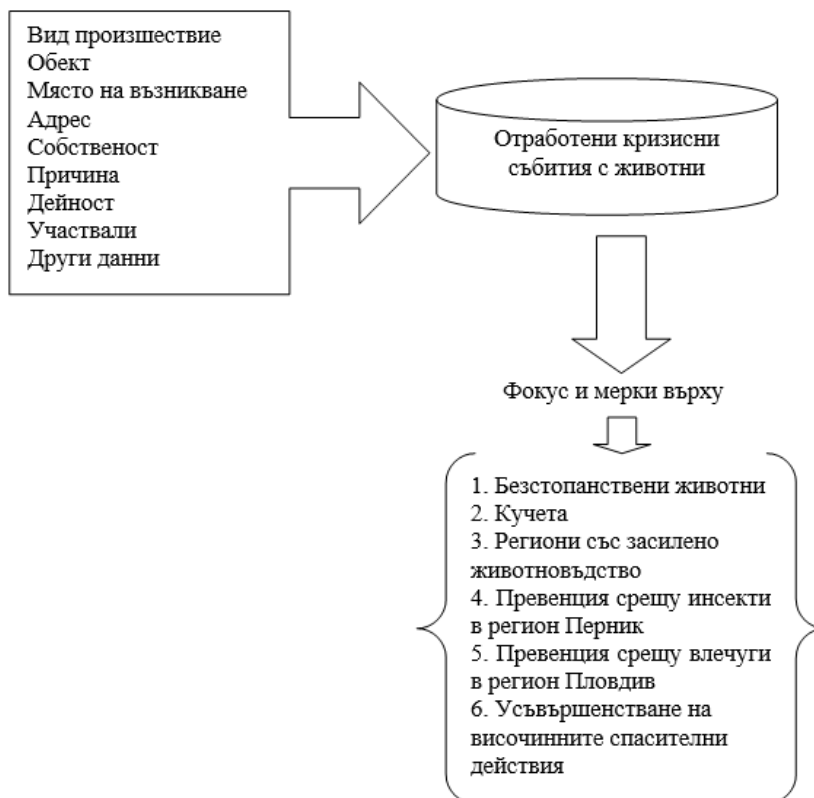 Вид произшествие
Обект
Място на възникване
Адрес
Собственост
Причина
Дейност
Участвали
Други данни
Отработени кризисни
събития с животни
Фокус и мерки върху
1. Безстопанствени животни
2. Кучета
3. Региони със засилено
животновъдство
4. Превенция срещу инсекти
в регион Перник
5. Превенция срещу влечуги
в регион Пловдив
6. Усъвършенстване на
височинните спасителни
действия